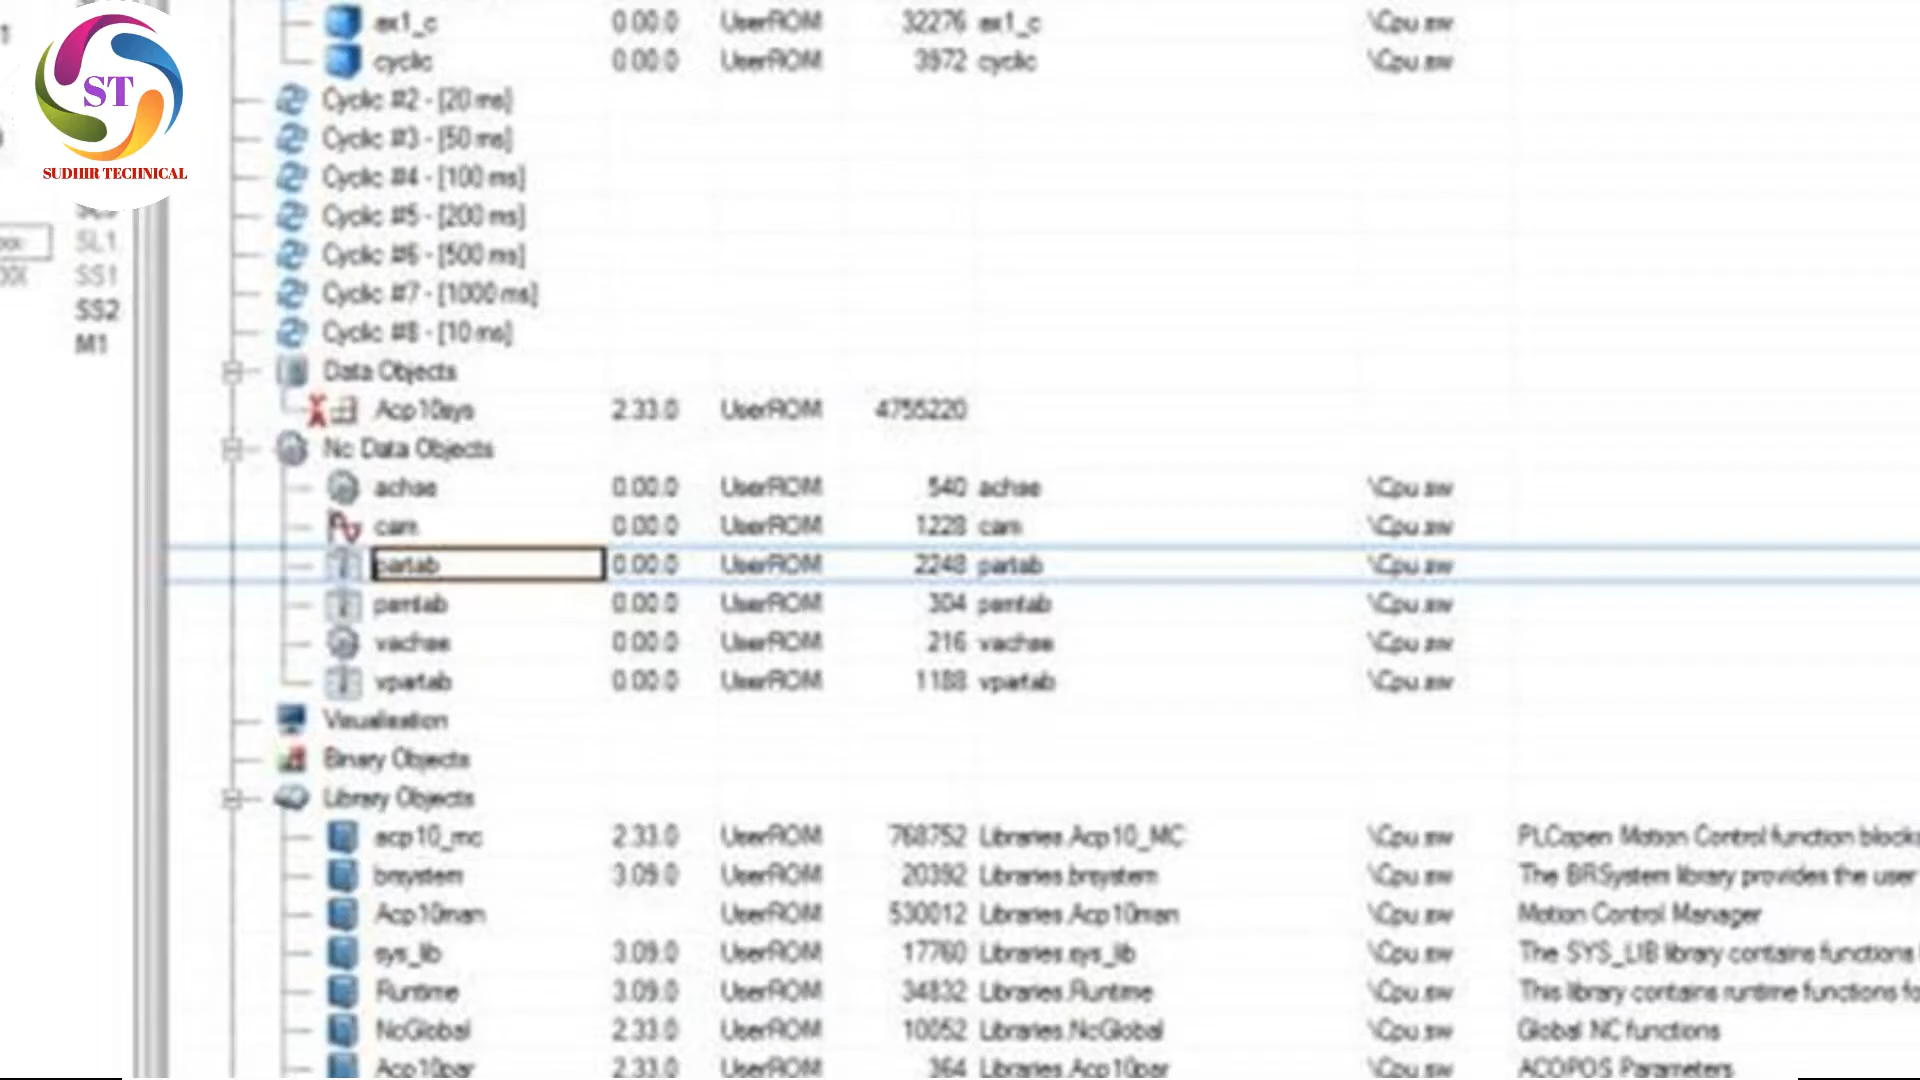 ST
SUDHIR TECHNICAL
SL1
SS1
SS2
M1
ex1_c 0.00.0 UserROM 32276 ex1_c \Cpu.sw
cyclic 0.00.0 UserROM 3972 cyclic \Cpu.sw
Cyclic #2 - [20 ms]
Cyclic #3 - [50 ms]
Cyclic #4 - [100 ms]
Cyclic #5 - [200 ms]
Cyclic #6 - [500 ms]
Cyclic #7 - [1000 ms]
Cyclic #8 - [10 ms]
Data Objects
Acp10sys 2.33.0 UserROM 4755220
Nc Data Objects
achse 0.00.0 UserROM 540 achse \Cpu.sw
cam 0.00.0 UserROM 1228 cam \Cpu.sw
partab 0.00.0 UserROM 2248 partab \Cpu.sw
0.00.0 UserROM 304 \Cpu.sw
vachse 0.00.0 UserROM 216 vachse \Cpu.sw
vpartab 0.00.0 UserROM 1188 vpartab \Cpu.sw
Visualisation
Binary Objects
Library Objects
acp10_mc 2.33.0 UserROM 768752 Libraries.Acp10_MC \Cpu.sw PLCopen Motion Control function blocks
brsystem 3.09.0 UserROM 20392 Libraries.brsystem \Cpu.sw The BRSystem library provides the user
Acp10man UserROM 530012 Libraries.Acp10man \Cpu.sw Motion Control Manager
sys_lib 3.09.0 UserROM 17760 Libraries.sys_lib \Cpu.sw The SYS_LIB library contains functions
Runtime 3.09.0 UserROM 34832 Libraries.Runtime \Cpu.sw This library contains runtime functions fo
NcGlobal 2.33.0 UserROM 10052 Libraries.NcGlobal \Cpu.sw Global NC functions
Acp10par 2.33.0 UserROM 364 Libraries.Acp10par \Cpu.sw ACOPOS Parameters